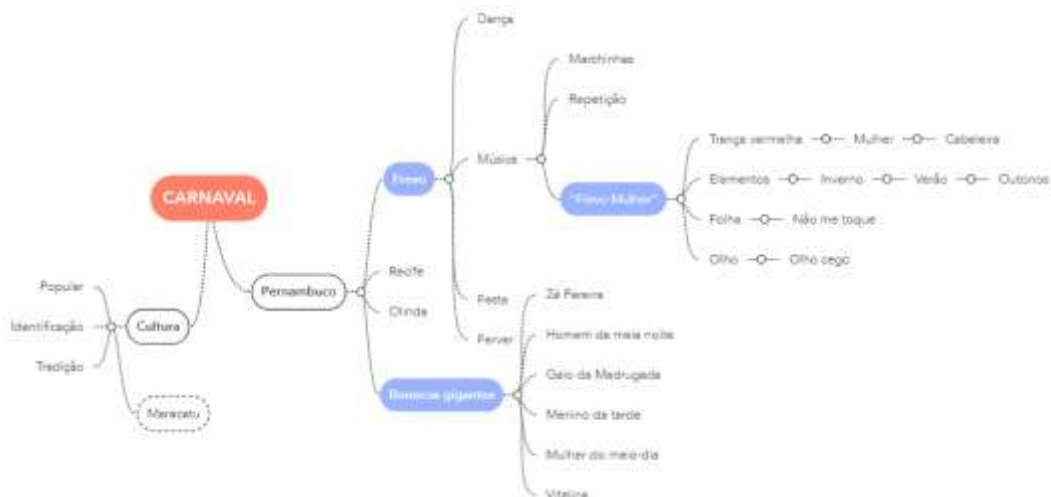 CARNAVAL
Cultura
Popular
Identificação
Tradição
Maracatu
Pernambuco
Frevo
Dança
Música
Marchinhas
Repetição
"Frevo Mulher"
Trança vermelha
Mulher
Cabeleira
Elementos
Inverno
Verão
Outonos
Folha
Não me toque
Olho
Olho cego
Festa
Ferver
Recife
Olinda
Bonecos gigantes
Zé Pereira
Homem da meia noite
Galo da Madrugada
Menino da tarde
Mulher do meio-dia